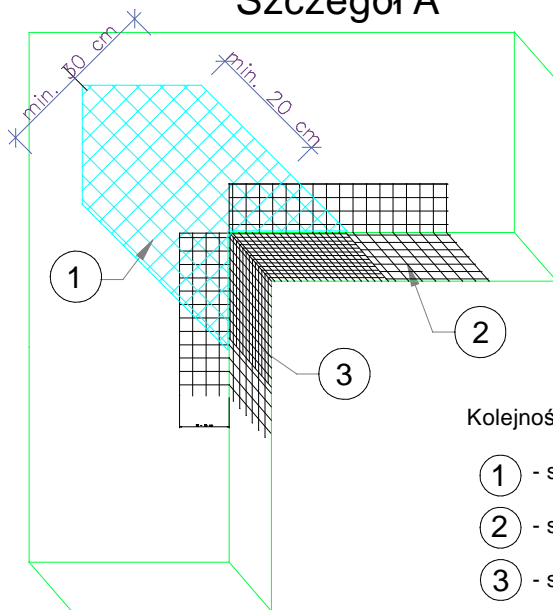 Szczegół A
min. 30 cm
min. 20 cm
1
2
3
Kolejnoś
1 - s
2 - s
3 - s